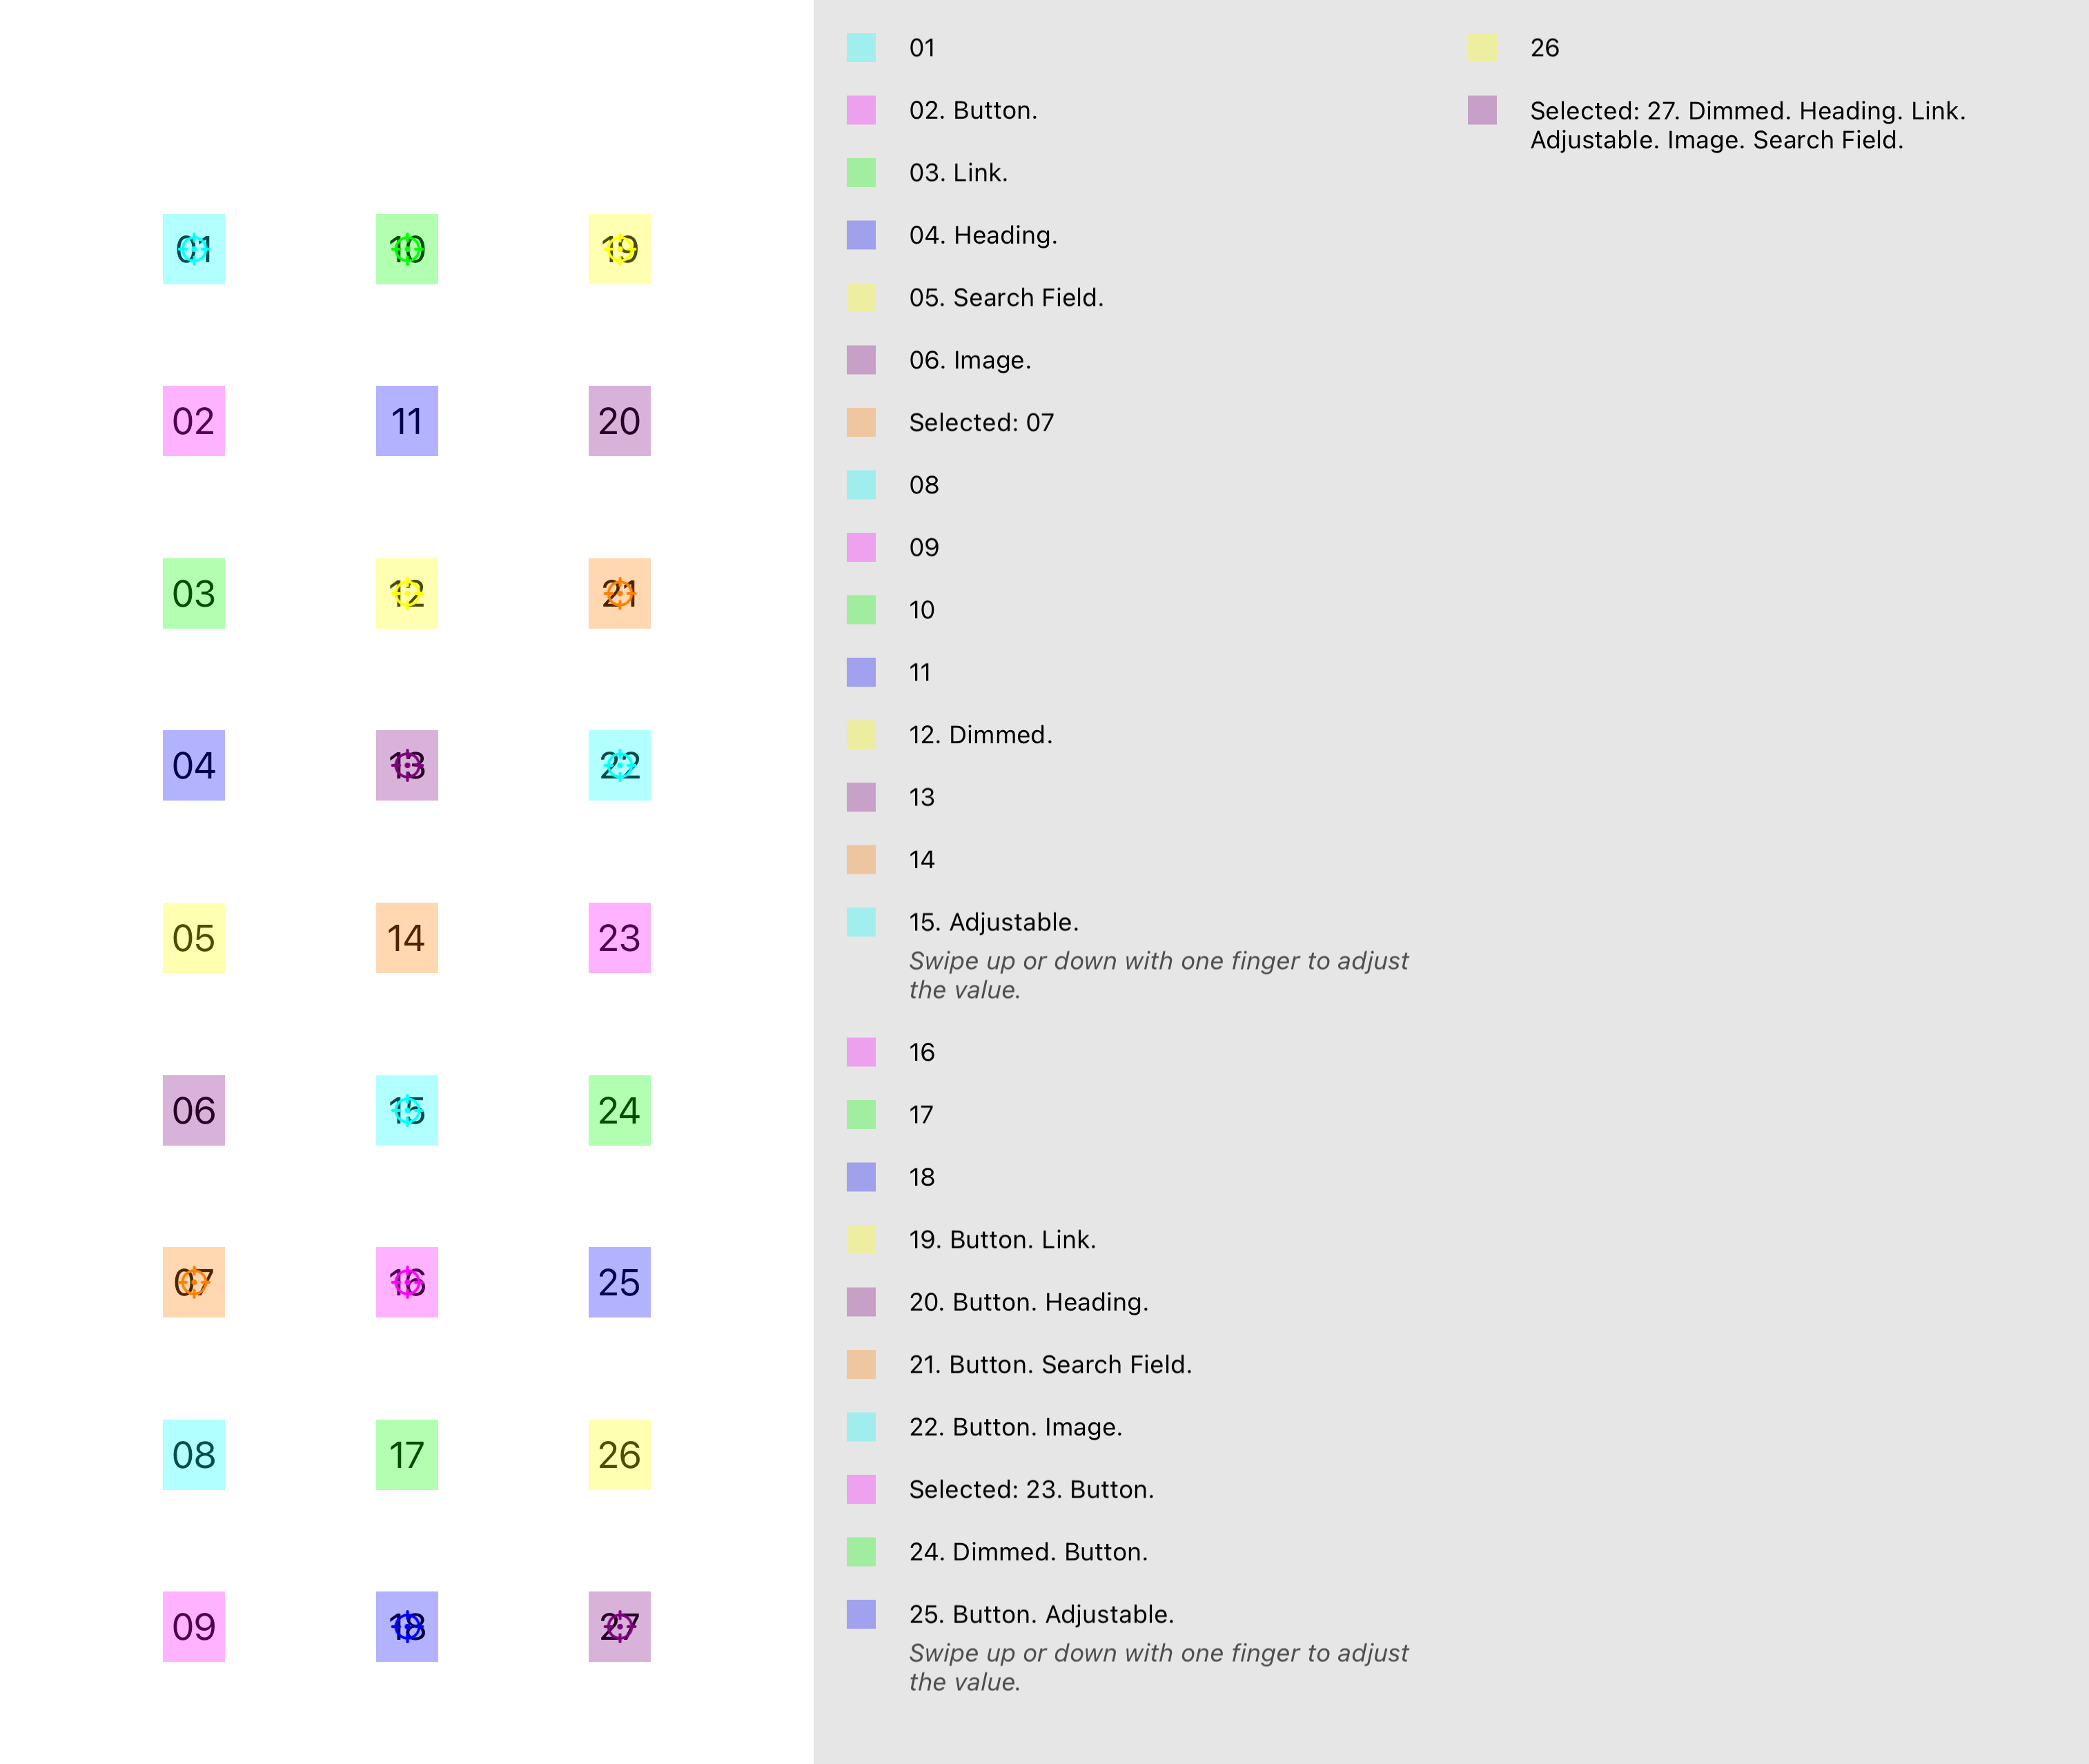 01
10
19
02
11
20
03
12
21
04
13
22
05
14
23
06
15
24
07
16
25
08
17
26
09
18
27
01
02. Button.
03. Link.
04. Heading.
05. Search Field.
06. Image.
Selected: 07
08
09
10
11
12. Dimmed.
13
14
15. Adjustable.
Swipe up or down with one finger to adjust
the value.
16
17
18
19. Button. Link.
20. Button. Heading.
21. Button. Search Field.
22. Button. Image.
Selected: 23. Button.
24. Dimmed. Button.
25. Button. Adjustable.
Swipe up or down with one finger to adjust
the value.
26
Selected: 27. Dimmed. Heading. Link.
Adjustable. Image. Search Field.